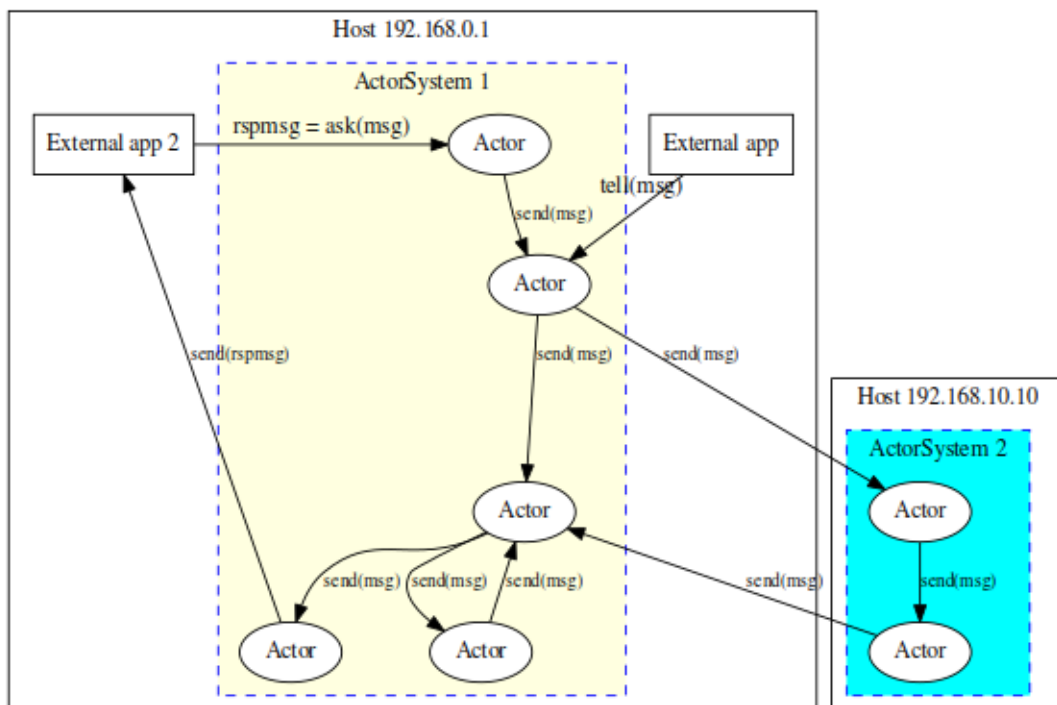 Host 192.168.0.1
ActorSystem 1
External app 2
rspmsg = ask(msg)
Actor
External app
tell(msg)
send(msg)
Actor
send(rspmsg)
send(msg)
send(msg)
Host 192.168.10.10
ActorSystem 2
Actor
Actor
send(msg)
send(msg)
send(msg)
send(msg)
send(msg)
Actor
Actor
Actor